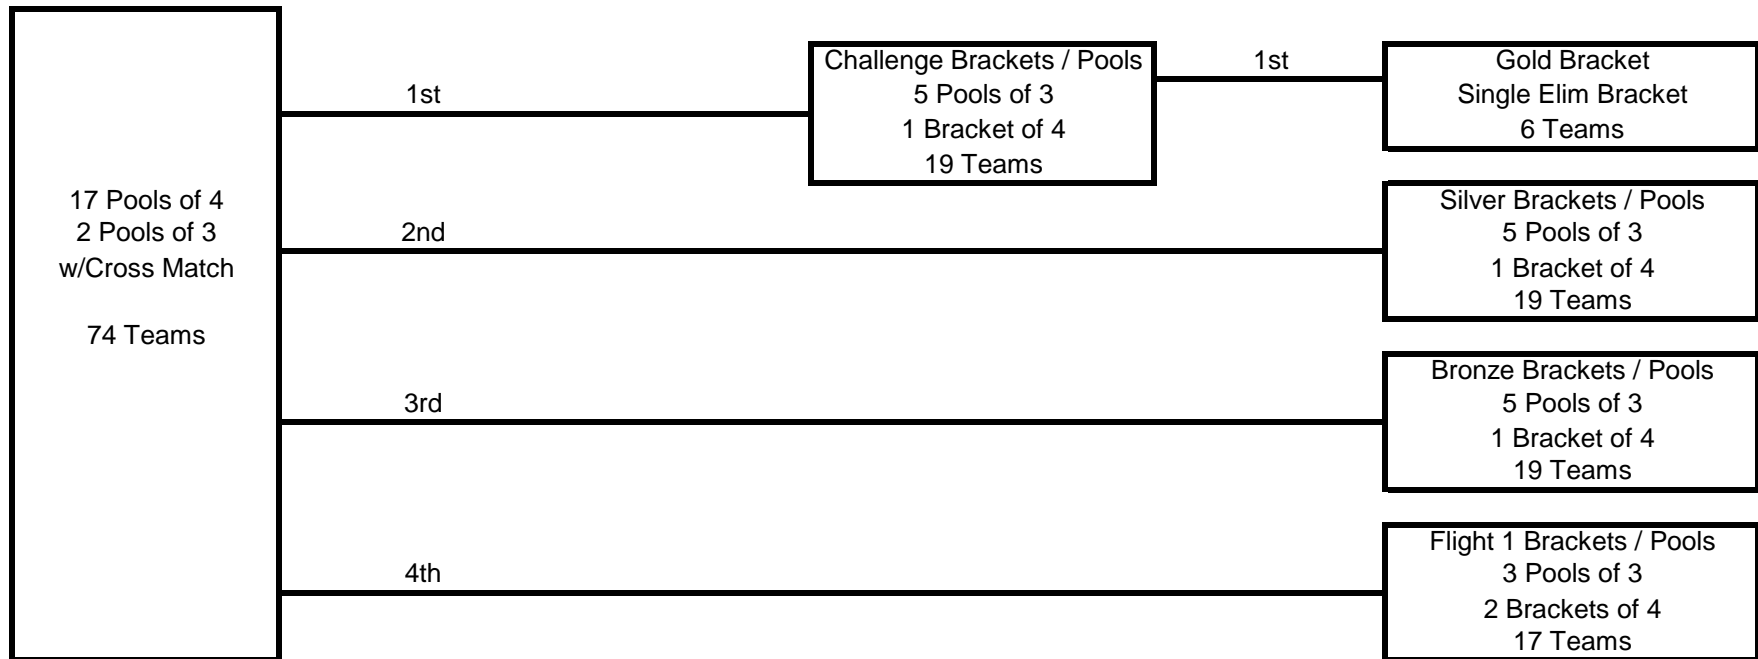 17 Pools of 4
2 Pools of 3
w/Cross Match
74 Teams
1st
Challenge Brackets / Pools
5 Pools of 3
1 Bracket of 4
19 Teams
1st
Gold Bracket
Single Elim Bracket
6 Teams
2nd
Silver Brackets / Pools
5 Pools of 3
1 Bracket of 4
19 Teams
3rd
Bronze Brackets / Pools
5 Pools of 3
1 Bracket of 4
19 Teams
4th
Flight 1 Brackets / Pools
3 Pools of 3
2 Brackets of 4
17 Teams